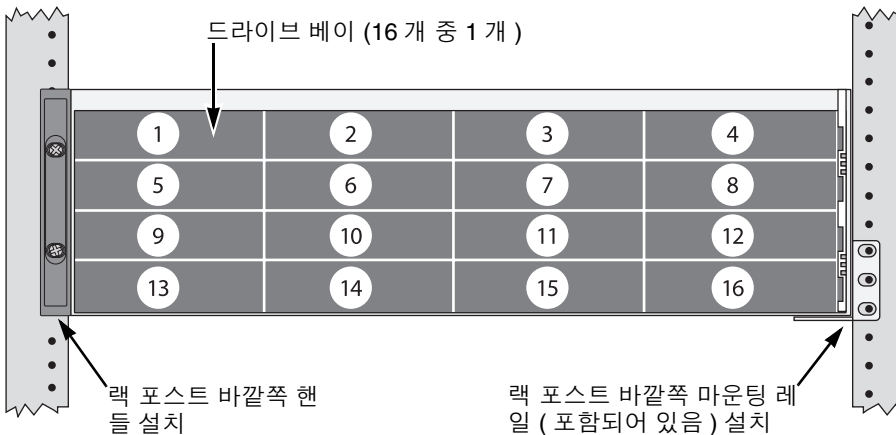 드라이브 베이 (16 개 중 1 개 )
1 2 3 4
5 6 7 8
9 10 11 12
13 14 15 16
랙 포스트 바깥쪽 핸
들 설치
랙 포스트 바깥쪽 마운팅 레
일 ( 포함되어 있음 ) 설치